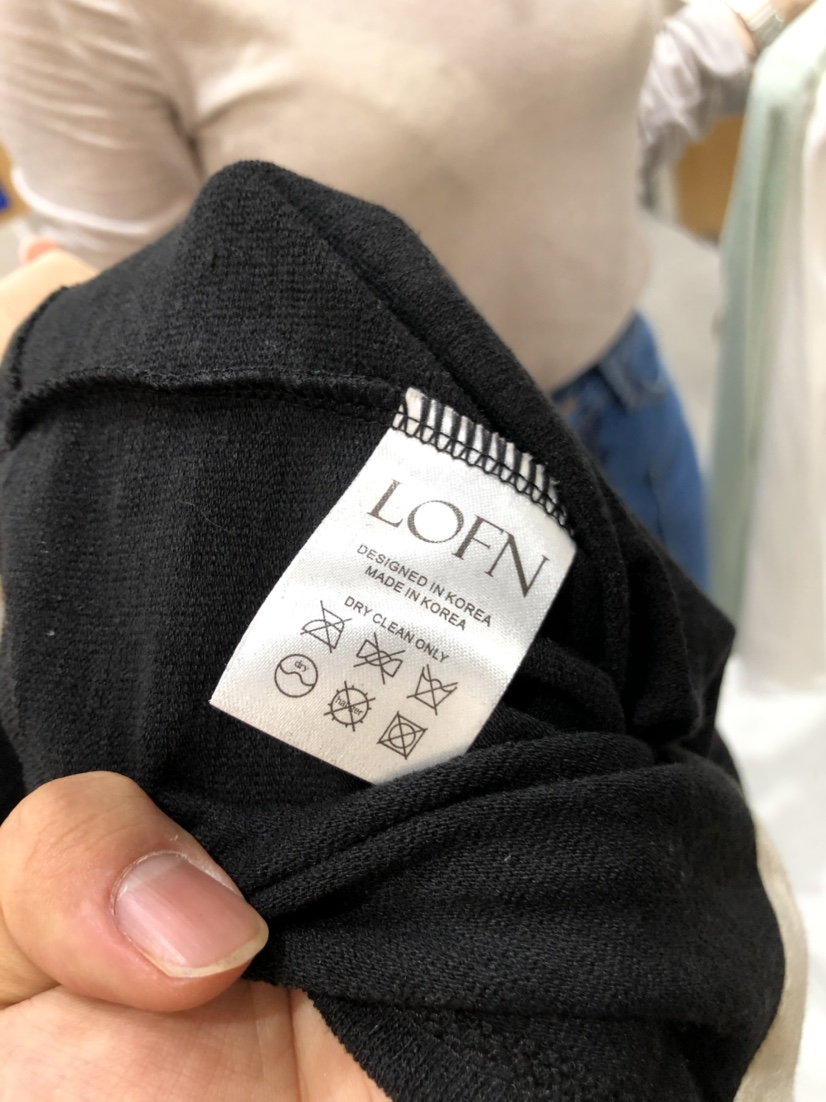 LOFN
DESIGNED IN KOREA
MADE IN KOREA
DRY CLEAN ONLY
dry